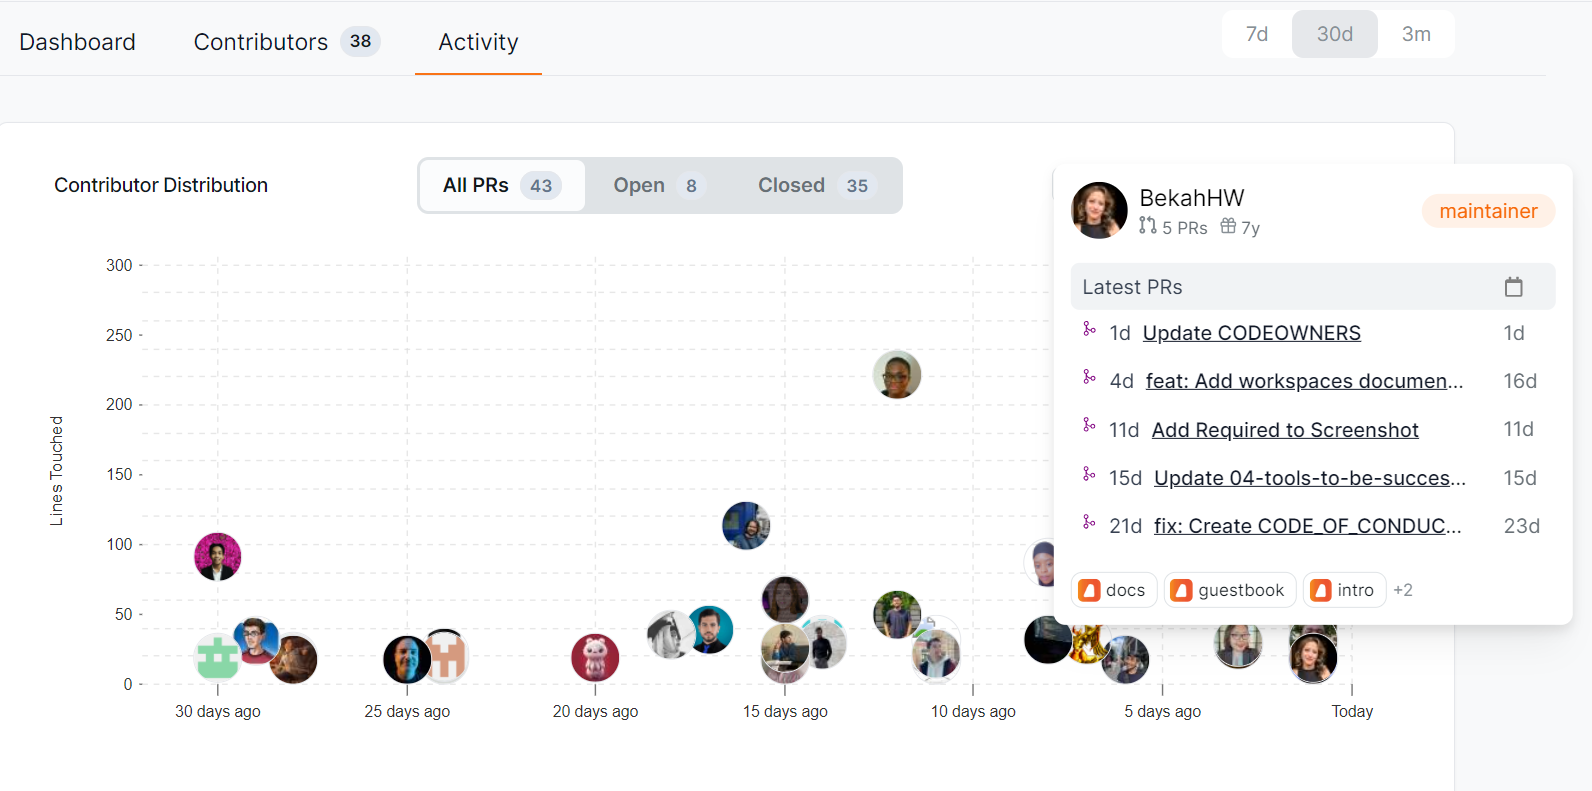 Dashboard Contributors 38 Activity 7d 30d 3m
Contributor Distribution All PRs 43 Open 8 Closed 35
BekahHW maintainer
5 PRs 7y
Latest PRs
1d Update CODEOWNERS 1d
4d feat: Add workspaces documen... 16d
11d Add Required to Screenshot 11d
15d Update 04-tools-to-be-succes... 15d
21d fix: Create CODE_OF_CONDUC... 23d
docs guestbook intro +2
Lines Touched
300
250
200
150
100
50
0
30 days ago 25 days ago 20 days ago 15 days ago 10 days ago 5 days ago Today